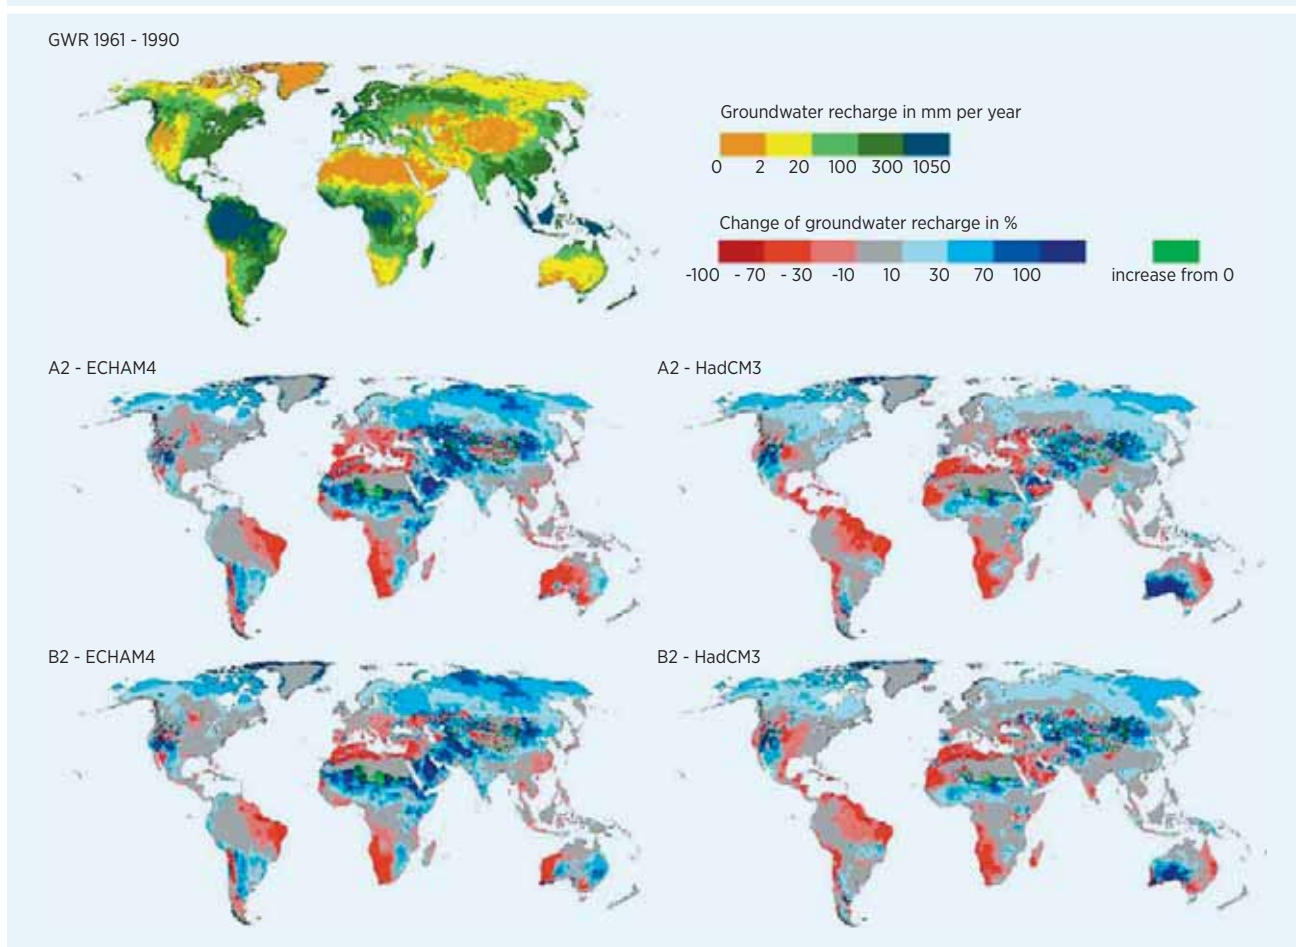 GWR 1961 - 1990
Groundwater recharge in mm per year
0 2 20 100 300 1050
Change of groundwater recharge in %
-100 - 70 - 30 -10 10 30 70 100
increase from 0
A2 - ECHAM4
A2 - HadCM3
B2 - ECHAM4
B2 - HadCM3